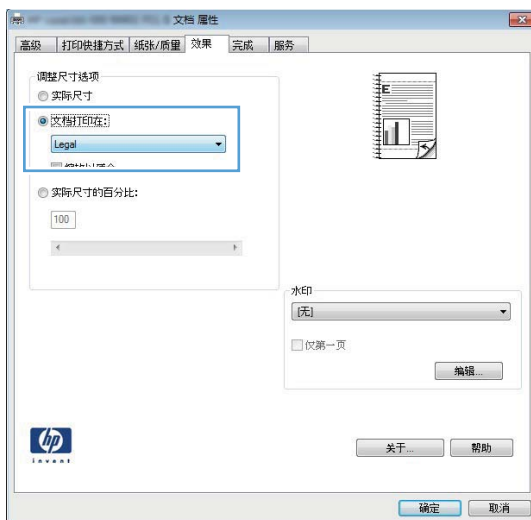 文档 属性
高级 打印快捷方式 纸张/质量 效果 完成 服务
调整尺寸选项
实际尺寸
文档打印在:
Legal
实际尺寸的百分比:
100
水印
[无]
仅第一页
编辑...
hp
invent
关于...
帮助
确定
取消